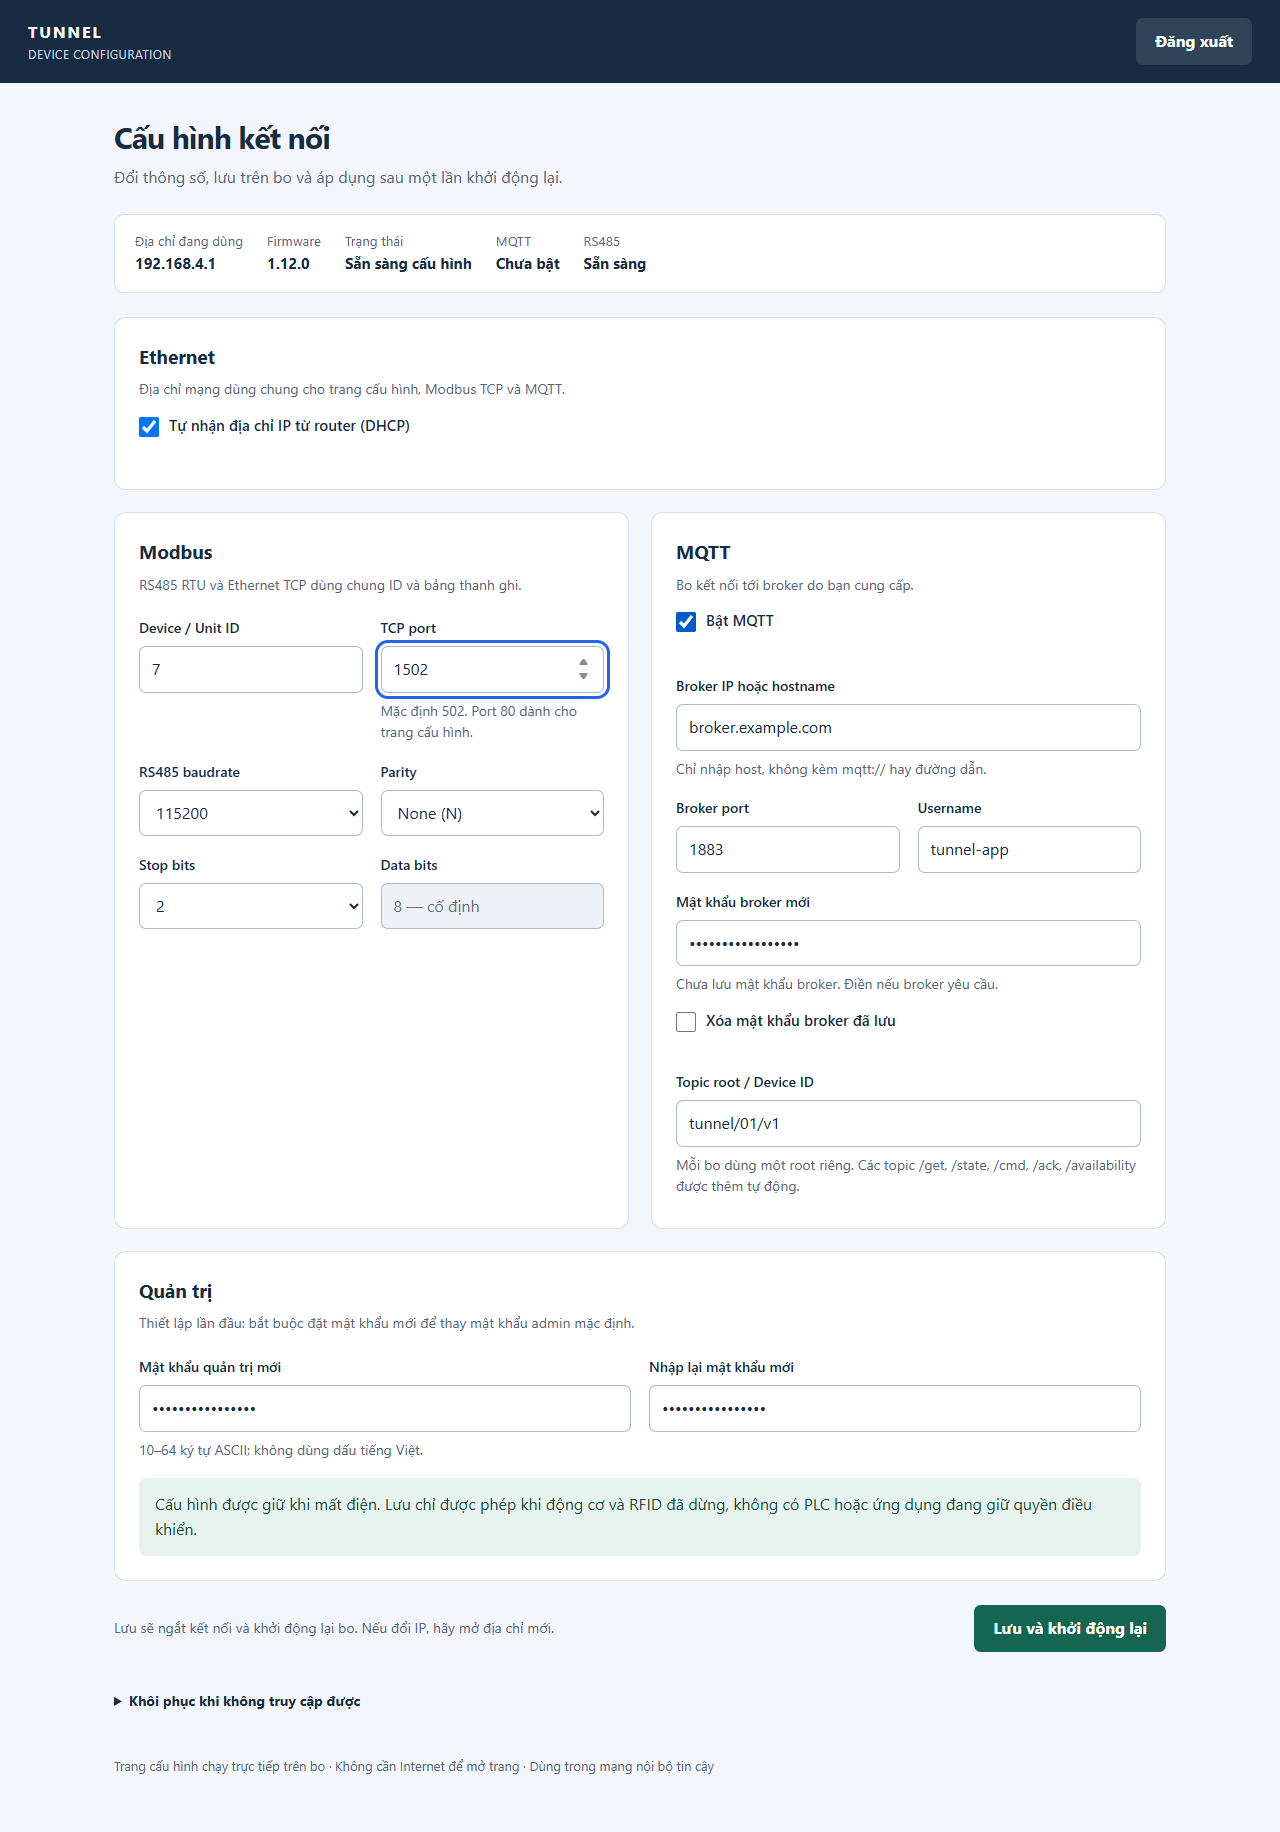 TUNNEL
DEVICE CONFIGURATION
Đăng xuất
Cấu hình kết nối
Đổi thông số, lưu trên bo và áp dụng sau một lần khởi động lại.
Địa chỉ đang dùng
192.168.4.1
Firmware
1.12.0
Trạng thái
Sẵn sàng cấu hình
MQTT
Chưa bật
RS485
Sẵn sàng
Ethernet
Địa chỉ mạng dùng chung cho trang cấu hình, Modbus TCP và MQTT.
Tự nhận địa chỉ IP từ router (DHCP)
Modbus
RS485 RTU và Ethernet TCP dùng chung ID và bảng thanh ghi.
Device / Unit ID
7
TCP port
1502
Mặc định 502. Port 80 dành cho
trang cấu hình.
RS485 baudrate
115200
Parity
None (N)
Stop bits
2
Data bits
8 — cố định
MQTT
Bo kết nối tới broker do bạn cung cấp.
Bật MQTT
Broker IP hoặc hostname
broker.example.com
Chỉ nhập host, không kèm mqtt:// hay đường dẫn.
Broker port
1883
Username
tunnel-app
Mật khẩu broker mới
•••••••••••••••••
Chưa lưu mật khẩu broker. Điền nếu broker yêu cầu.
Xóa mật khẩu broker đã lưu
Topic root / Device ID
tunnel/01/v1
Mỗi bo dùng một root riêng. Các topic /get, /state, /cmd, /ack, /availability
được thêm tự động.
Quản trị
Thiết lập lần đầu: bắt buộc đặt mật khẩu mới để thay mật khẩu admin mặc định.
Mật khẩu quản trị mới
••••••••••••••••
Nhập lại mật khẩu mới
••••••••••••••••
10–64 ký tự ASCII; không dùng dấu tiếng Việt.
Cấu hình được giữ khi mất điện. Lưu chỉ được phép khi động cơ và RFID đã dừng, không có PLC hoặc ứng dụng đang giữ quyền điều
khiển.
Lưu sẽ ngắt kết nối và khởi động lại bo. Nếu đổi IP, hãy mở địa chỉ mới.
Lưu và khởi động lại
Khôi phục khi không truy cập được
Trang cấu hình chạy trực tiếp trên bo · Không cần Internet để mở trang · Dùng trong mạng nội bộ tin cậy